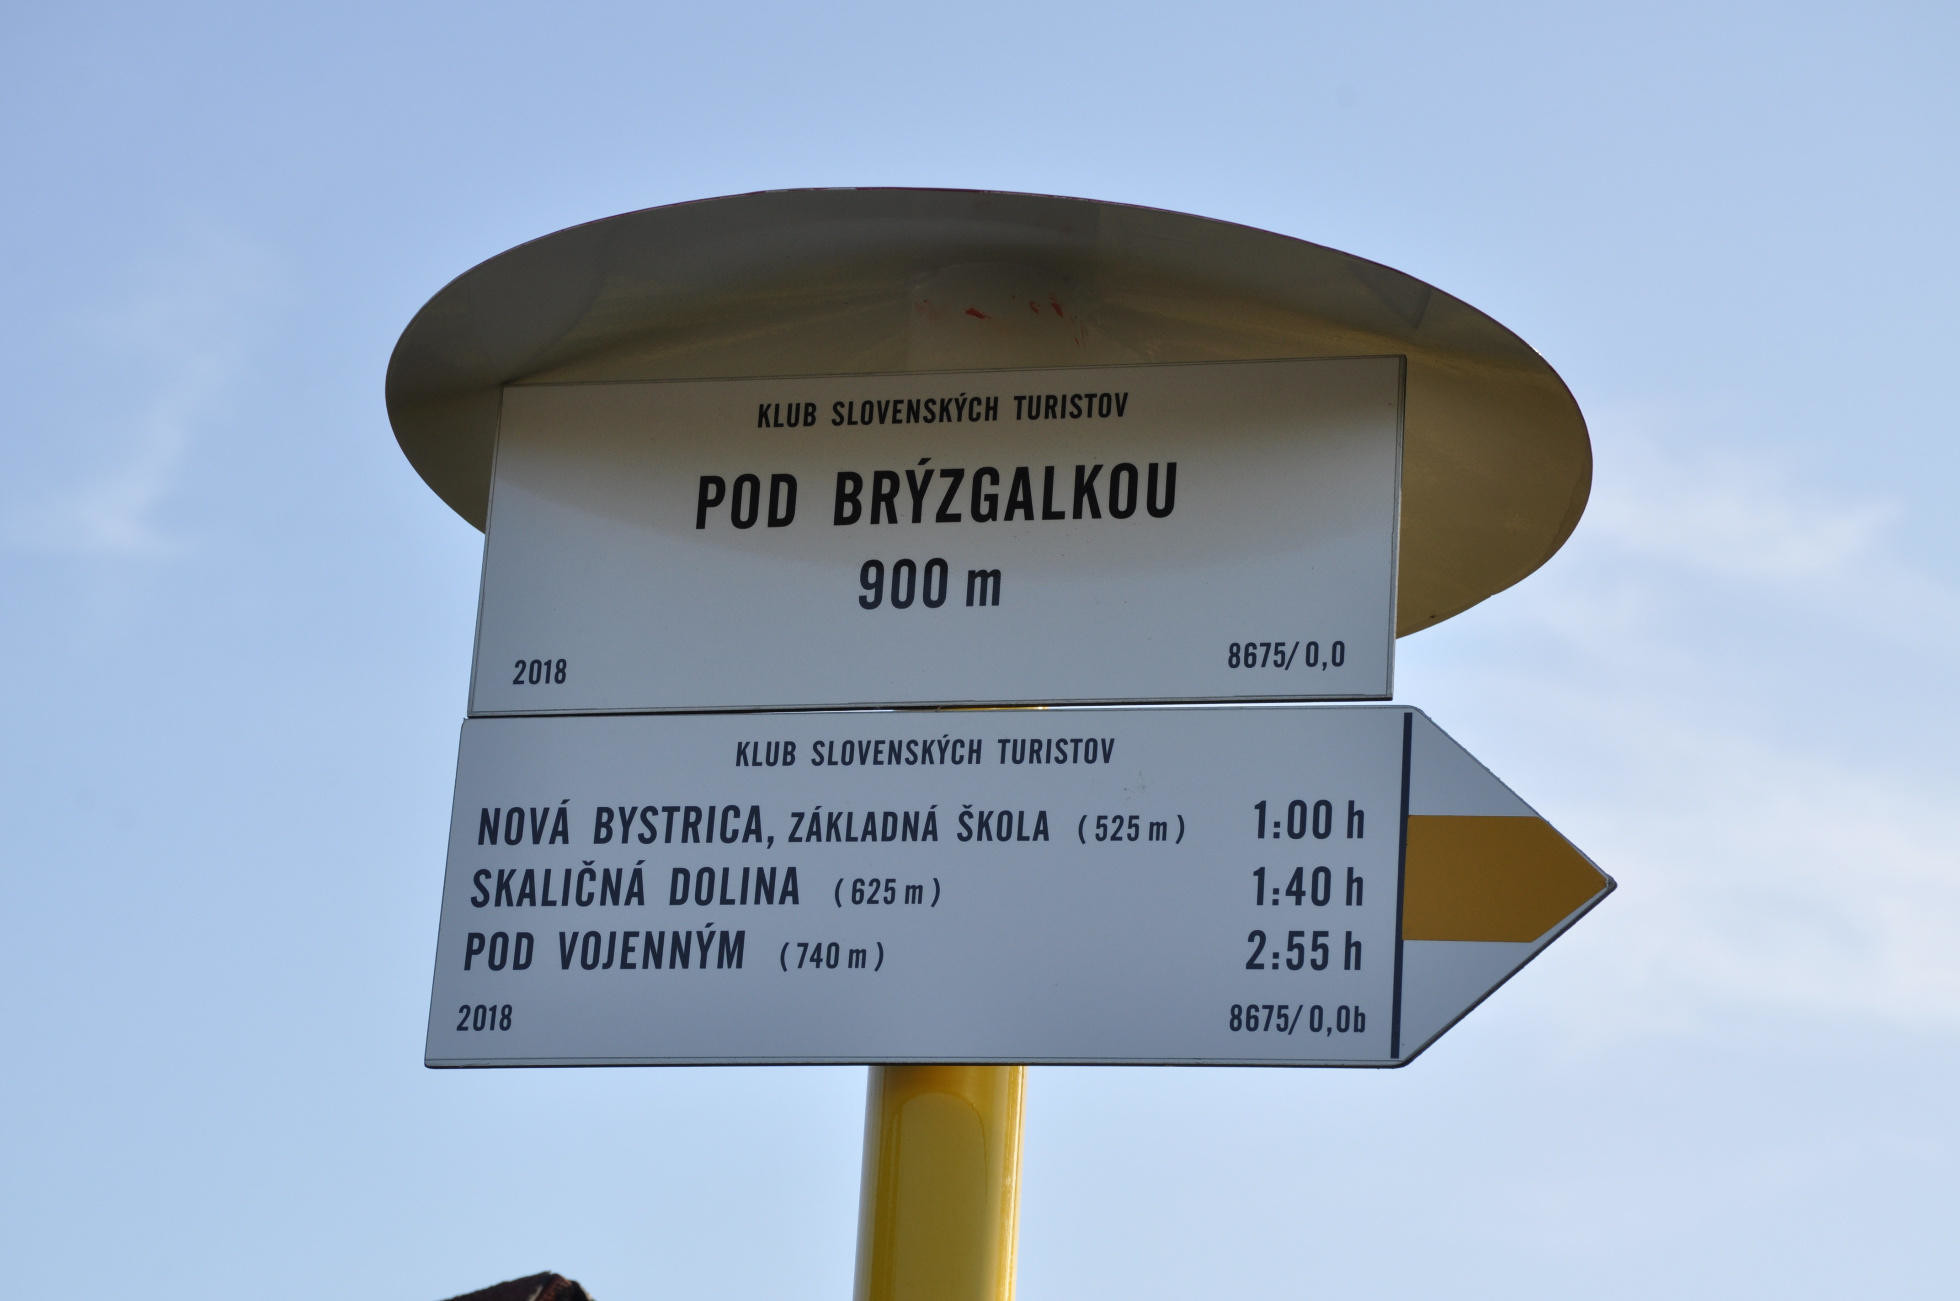 KLUB SLOVENSKÝCH TURISTOV
POD BRÝZGALKOU
900 m
2018 8675/0,0
KLUB SLOVENSKÝCH TURISTOV
NOVÁ BYSTRICA, ZÁKLADNÁ ŠKOLA (525 m) 1:00 h
SKALIČNÁ DOLINA (625 m) 1:40 h
POD VOJENNÝM (740 m) 2:55 h
2018 8675/0,0b